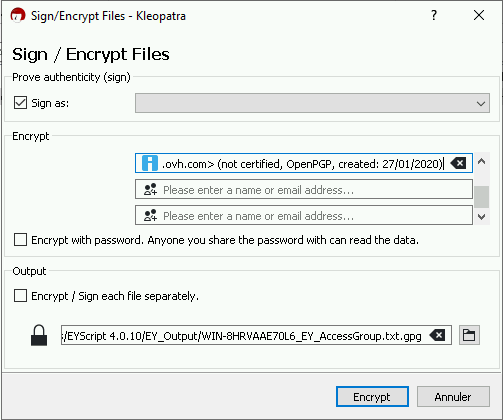 Sign/Encrypt Files - Kleopatra
Sign / Encrypt Files
Prove authenticity (sign)
Sign as:
Encrypt
.ovh.com> (not certified, OpenPGP, created: 27/01/2020)
Please enter a name or email address...
Please enter a name or email address...
Encrypt with password. Anyone you share the password with can read the data.
Output
Encrypt / Sign each file separately.
/EYScript 4.0.10/EY_Output/WIN-8HRVAAE70L6_EY_AccessGroup.txt.gpg
Encrypt Annuler